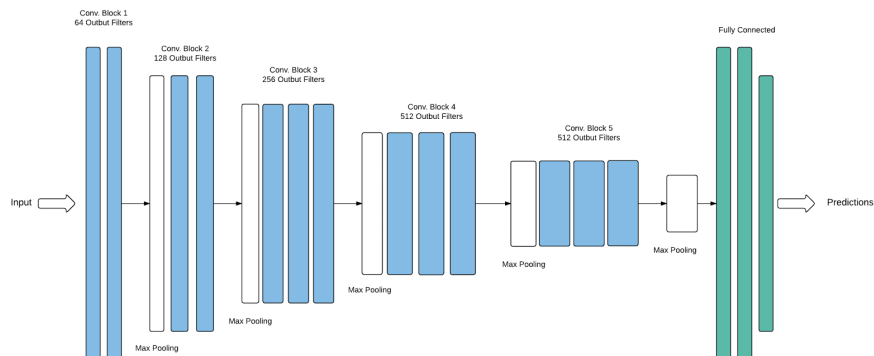 Conv. Block 1
64 Outbut Filters
Conv. Block 2
128 Outbut Filters
Conv. Block 3
256 Outbut Filters
Conv. Block 4
512 Outbut Filters
Conv. Block 5
512 Outbut Filters
Fully Connected
Input
Predictions
Max Pooling
Max Pooling
Max Pooling
Max Pooling
Max Pooling